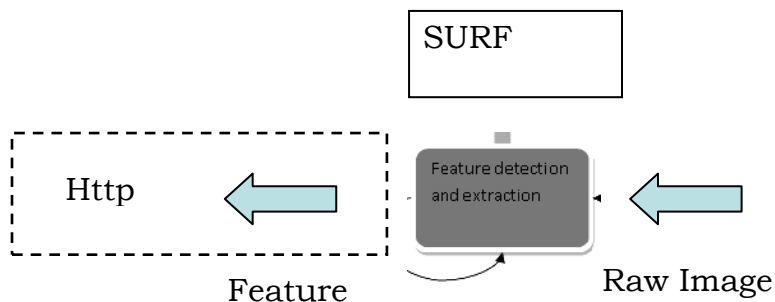 SURF
Feature detection
and extraction
Http
Feature
Raw Image